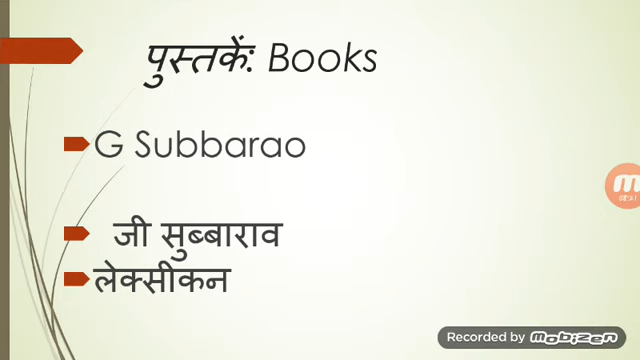 पुस्तकें: Books
G Subbarao
जी सुब्बाराव
लेक्सीकन
Recorded by mobizen